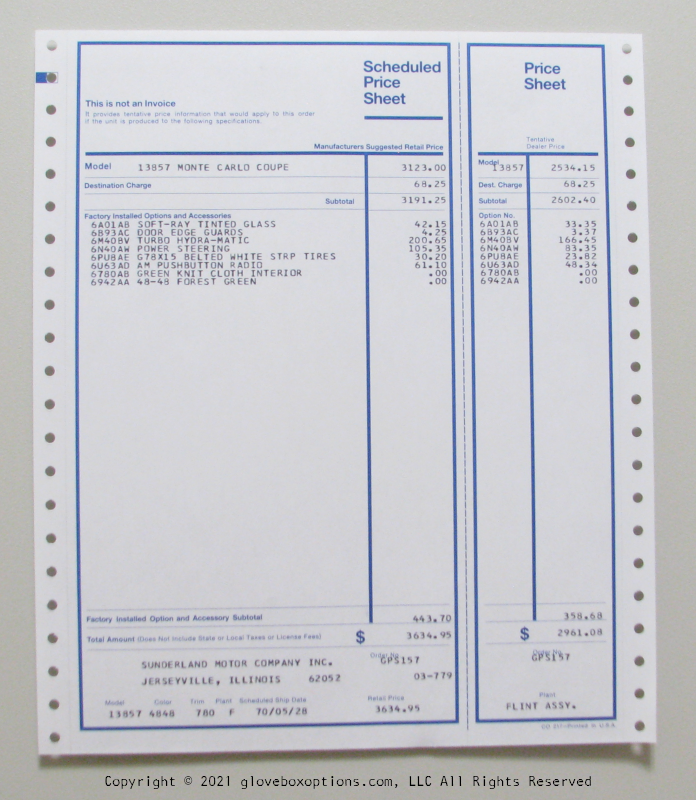 Scheduled
Price
Sheet
This is not an Invoice
It provides tentative price information that would apply to this order
if the unit is produced to the following specifications.
Manufacturers Suggested Retail Price
Model 13857 MONTE CARLO COUPE 3123.00
Destination Charge 68.25
Subtotal 3191.25
Factory Installed Options and Accessories
6A01AB SOFT-RAY TINTED GLASS 42.15
6B93AC DOOR EDGE GUARDS 4.25
6M40BV TURBO HYDRA-MATIC 200.65
6N40AW POWER STEERING 105.35
6PU8AE G78X15 BELTED WHITE STRP TIRES 30.20
6U63AD AM PUSHBUTTON RADIO 61.10
6780AB GREEN KNIT CLOTH INTERIOR .00
6942AA 48-48 FOREST GREEN .00
Factory Installed Option and Accessory Subtotal 443.70
Total Amount (Does Not Include State or Local Taxes or License Fees) $ 3634.95
SUNDERLAND MOTOR COMPANY INC. Order No. GPS157
JERSEYVILLE, ILLINOIS 62052 03-779
Model Color Trim Plant Scheduled Ship Date Retail Price
13857 4848 780 F 70/05/28 3634.95
Price
Sheet
Tentative
Dealer Price
Model 13857 2534.15
Dest. Charge 68.25
Subtotal 2602.40
Option No.
6A01AB 33.35
6B93AC 3.37
6M40BV 166.45
6N40AW 83.35
6PU8AE 23.82
6U63AD 48.34
6780AB .00
6942AA .00
358.68
$ 2961.08
Order No.
GPS157
Plant
FLINT ASSY.
Printed in U.S.A.
Copyright © 2021 gloveboxoptions.com, LLC All Rights Reserved